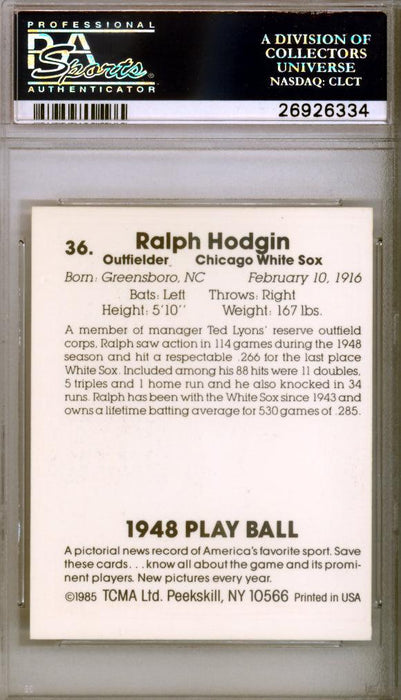 PROFESSIONAL
PSA
Sports®
AUTHENTICATOR
A DIVISION OF
COLLECTORS
UNIVERSE
NASDAQ: CLCT
26926334
36. Ralph Hodgin
Outfielder Chicago White Sox
Born: Greensboro, NC February 10, 1916
Bats: Left Throws: Right
Height: 5'10" Weight: 167 lbs.
A member of manager Ted Lyons' reserve outfield
corps, Ralph saw action in 114 games during the 1948
season and hit a respectable .266 for the last place
White Sox. Included among his 88 hits were 11 doubles,
5 triples and 1 home run and he also knocked in 34
runs. Ralph has been with the White Sox since 1943 and
owns a lifetime batting average for 530 games of .285.
1948 PLAY BALL
A pictorial news record of America's favorite sport. Save
these cards...know all about the game and its promi-
nent players. New pictures every year.
©1985 TCMA Ltd. Peekskill, NY 10566 Printed in USA